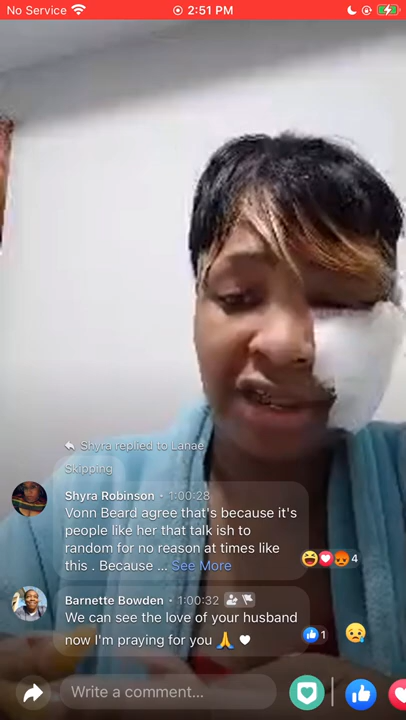 No Service 2:51 PM
Shyra replied to Lanae
Skipping
Shyra Robinson · 1:00:28
Vonn Beard agree that's because it's
people like her that talk ish to
random for no reason at times like
this . Because ... See More
4
Barnette Bowden · 1:00:32
We can see the love of your husband
now I'm praying for you 🙏 🤍
1
Write a comment...